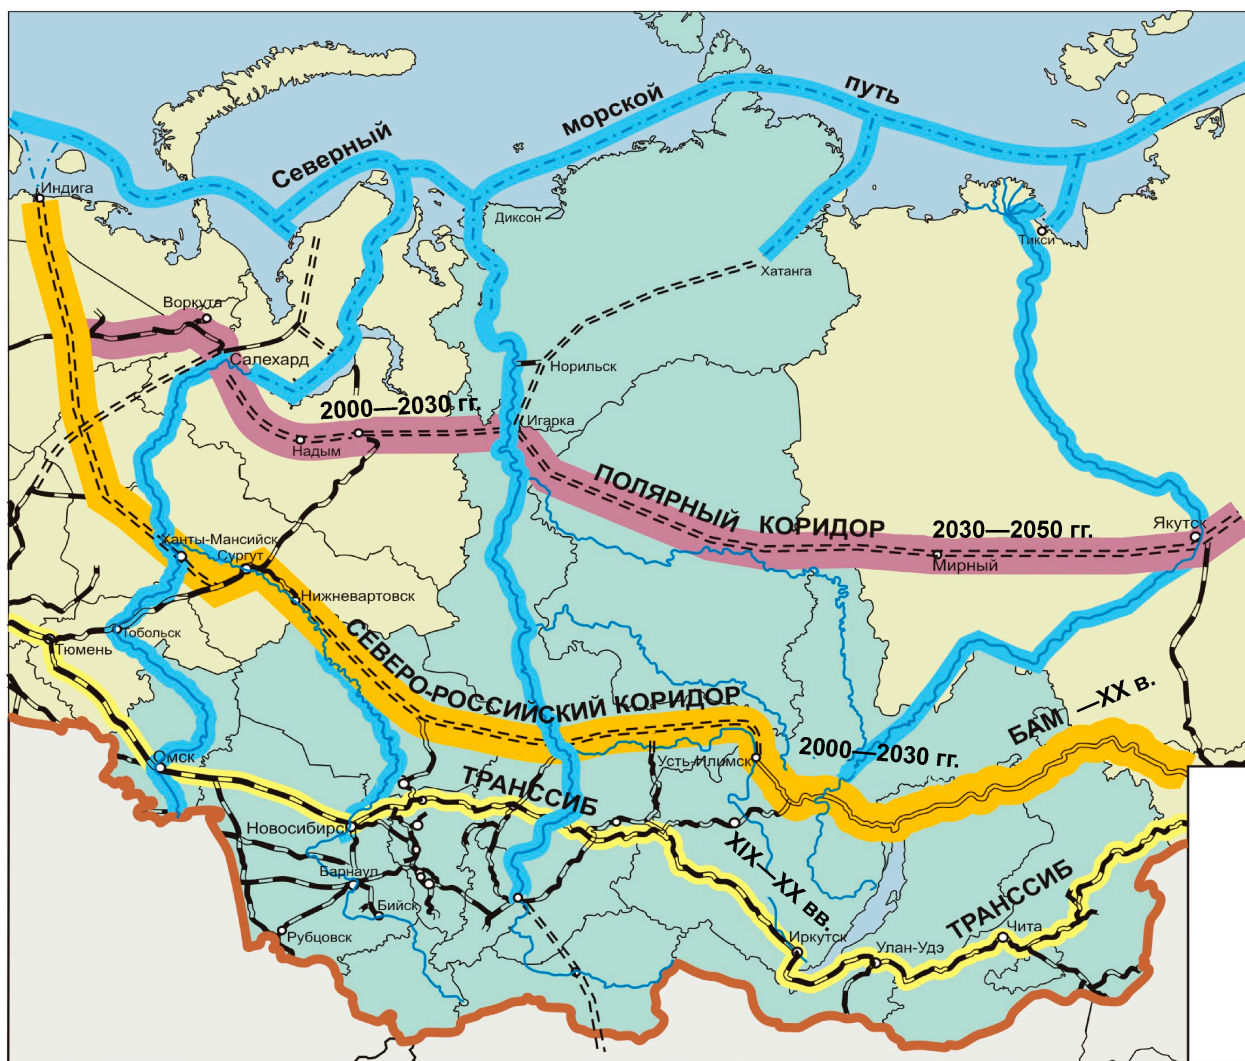 Северный морской путь
Индига
Диксон
Тикси
Хатанга
Воркута
Салехард
Норильск
2000—2030 гг.
Игарка
Надым
ПОЛЯРНЫЙ КОРИДОР
2030—2050 гг.
Якутск
Мирный
Ханты-Мансийск
Сургут
Нижневартовск
Тобольск
Тюмень
СЕВЕРО-РОССИЙСКИЙ КОРИДОР
БАМ —XX в.
2000—2030 гг.
Усть-Илимск
Омск
ТРАНССИБ
Новосибирск
XIX—XX вв.
Барнаул
Бийск
Рубцовск
Иркутск
Улан-Удэ
Чита
ТРАНССИБ